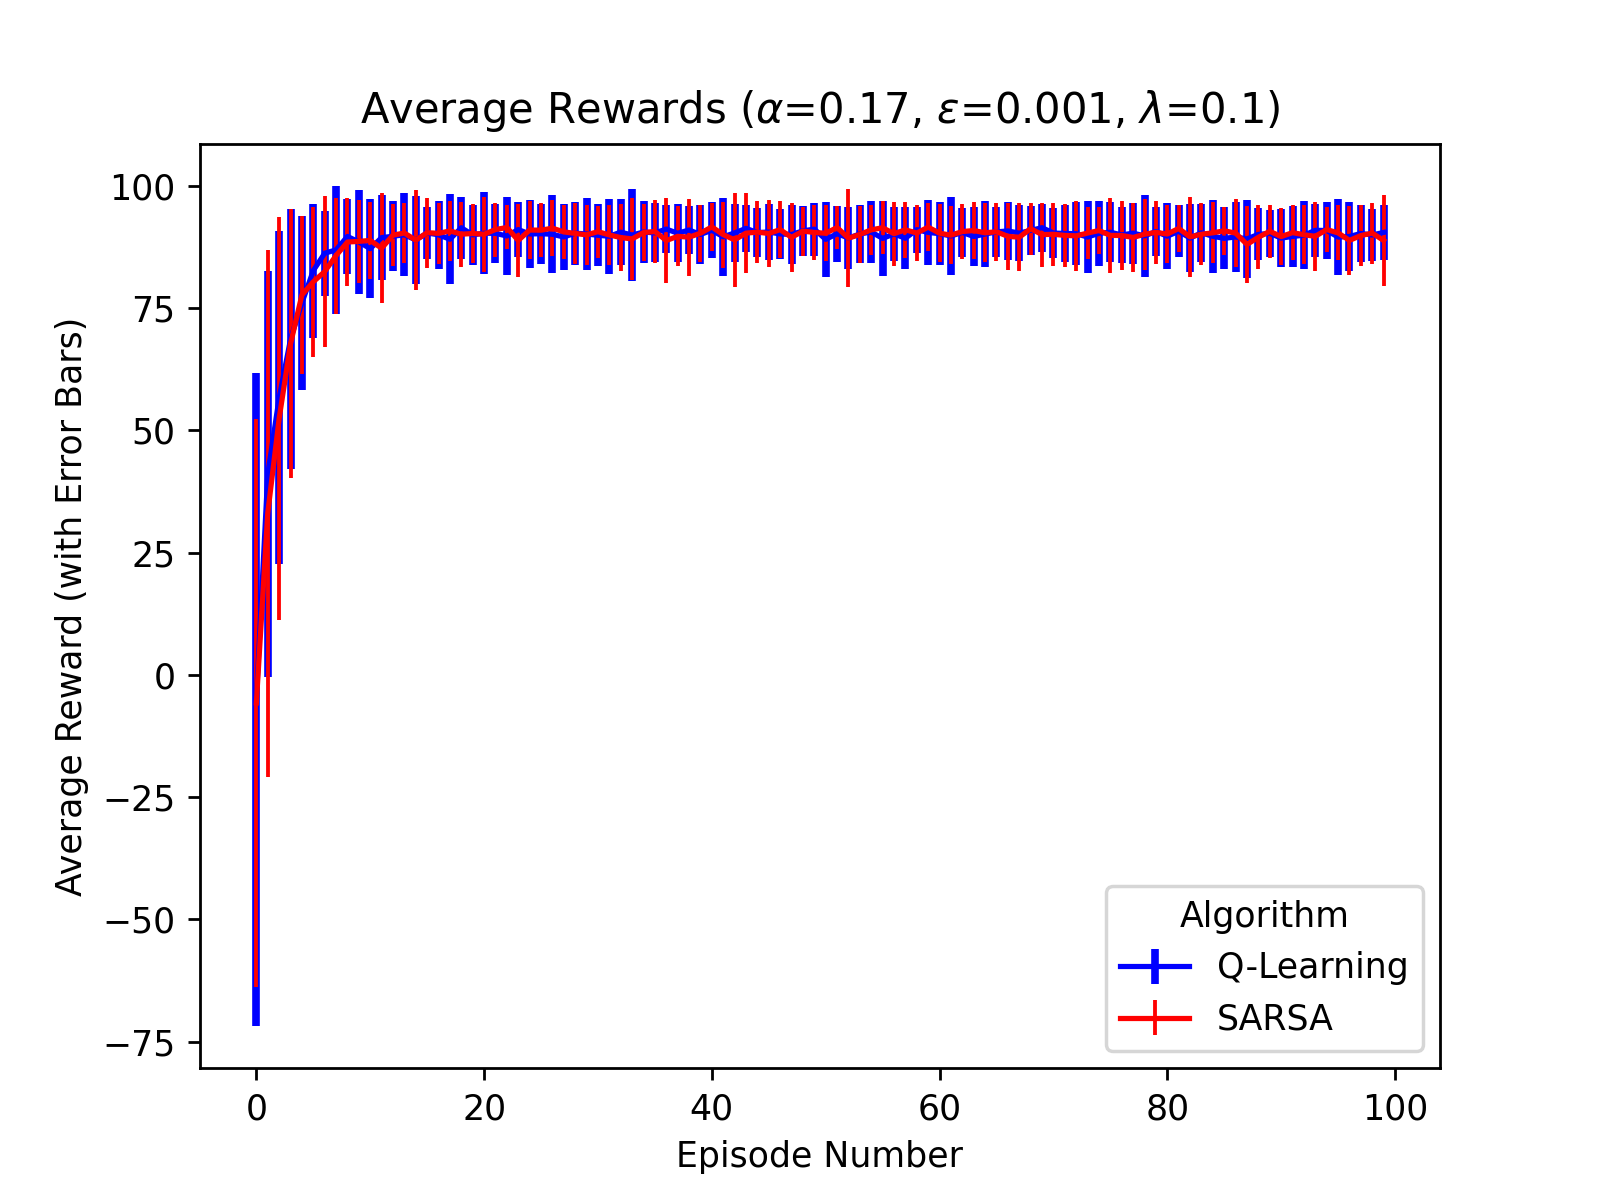 Average Rewards (α=0.17, ε=0.001, λ=0.1)
Average Reward (with Error Bars)
100
75
50
25
0
−25
−50
−75
Algorithm
Q-Learning
SARSA
0 20 40 60 80 100
Episode Number